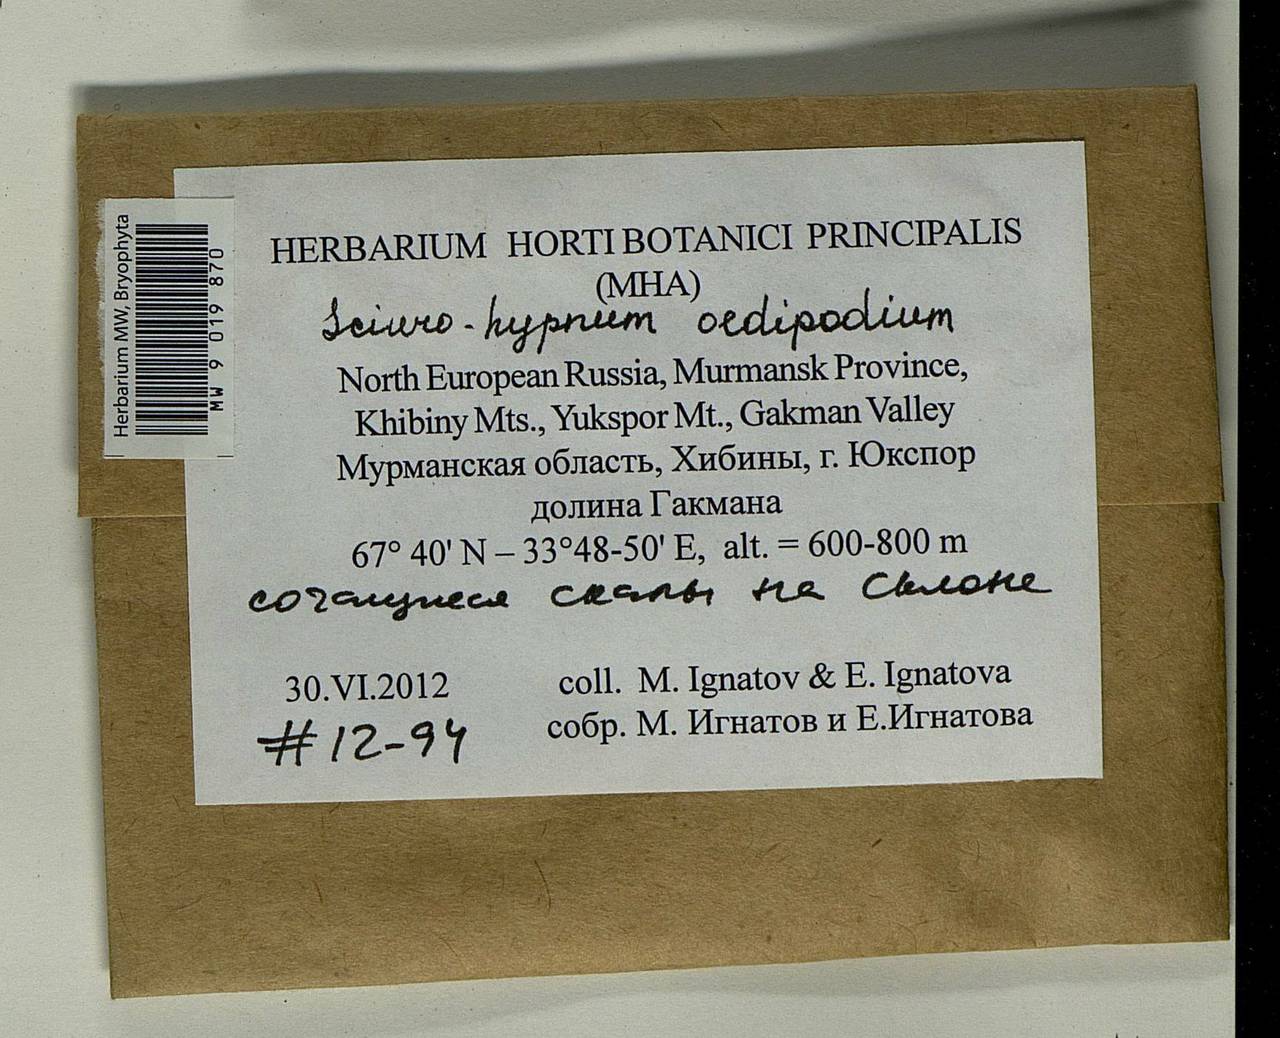 Herbarium MW, Bryophyta
MW 9 019 870
HERBARIUM HORTI BOTANICI PRINCIPALIS
(MHA)
Sciuro-hypnum oedipodium
North European Russia, Murmansk Province,
Khibiny Mts., Yukspor Mt., Gakman Valley
Мурманская область, Хибины, г. Юкспор
долина Гакмана
67° 40' N – 33°48-50' E, alt. = 600-800 m
сочащиеся скалы на склоне
30.VI.2012
#12-94
coll. M. Ignatov & E. Ignatova
собр. М. Игнатов и Е.Игнатова